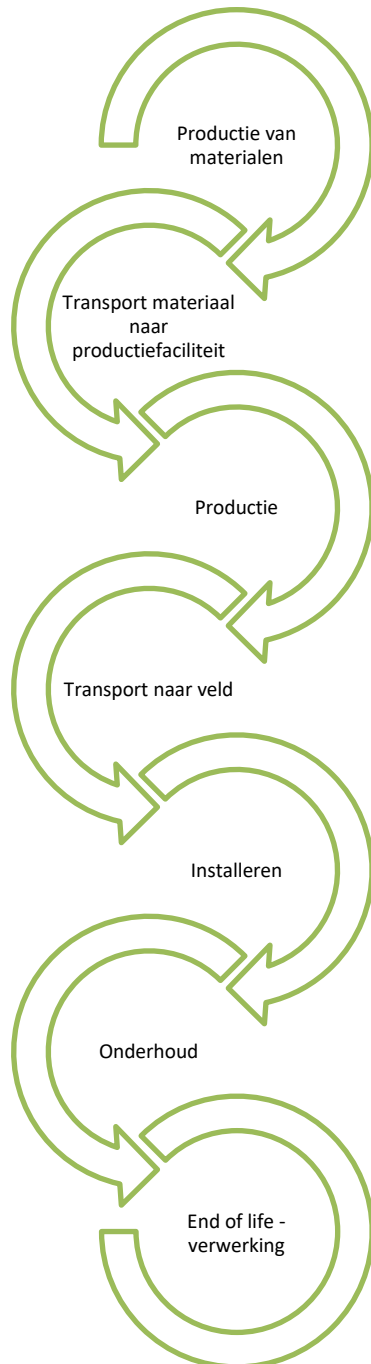 Productie van
materialen
Transport materiaal
naar
productiefaciliteit
Productie
Transport naar veld
Installeren
Onderhoud
End of life -
verwerking